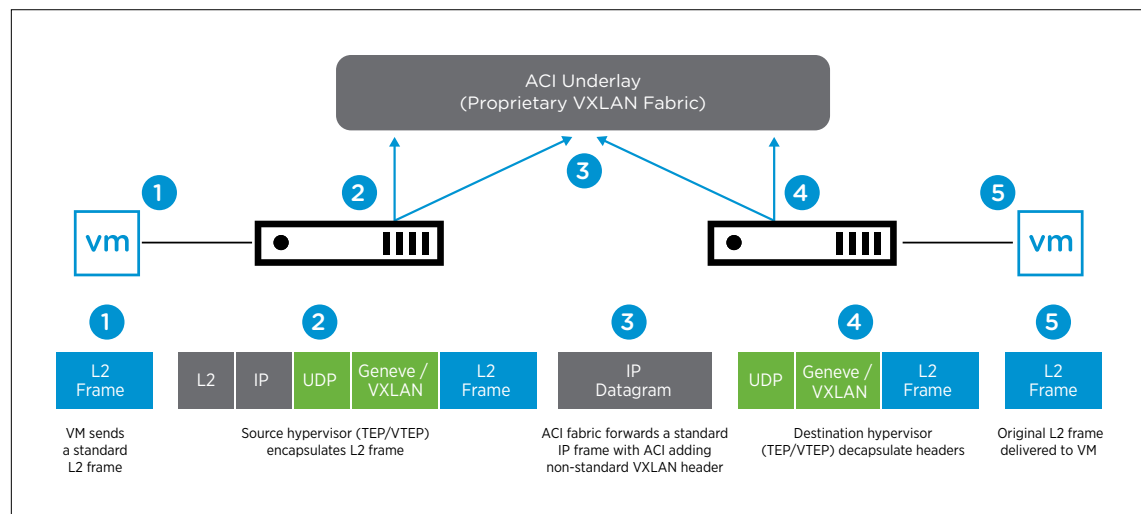 ACI Underlay
(Proprietary VXLAN Fabric)
3
1
2
4
5
vm
vm
1
2
3
4
5
L2
Frame
L2
IP
UDP
Geneve /
VXLAN
L2
Frame
IP
Datagram
UDP
Geneve /
VXLAN
L2
Frame
L2
Frame
VM sends
a standard
L2 frame
Source hypervisor (TEP/VTEP)
encapsulates L2 frame
ACI fabric forwards a standard
IP frame with ACI adding
non-standard VXLAN header
Destination hypervisor
(TEP/VTEP) decapsulate headers
Original L2 frame
delivered to VM